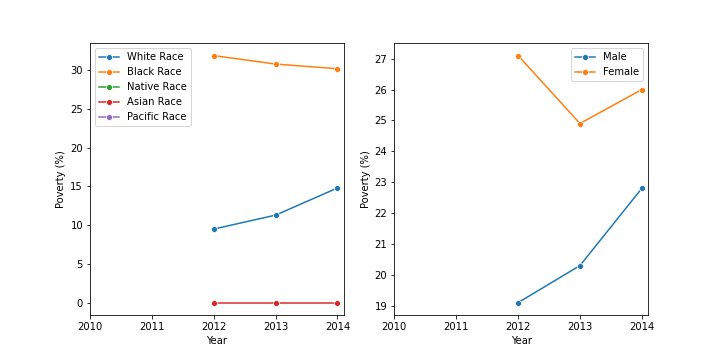 White Race
Black Race
Native Race
Asian Race
Pacific Race
30
25
20
15
10
5
0
Poverty (%)
2010 2011 2012 2013 2014
Year
Male
Female
27
26
25
24
23
22
21
20
19
Poverty (%)
2010 2011 2012 2013 2014
Year